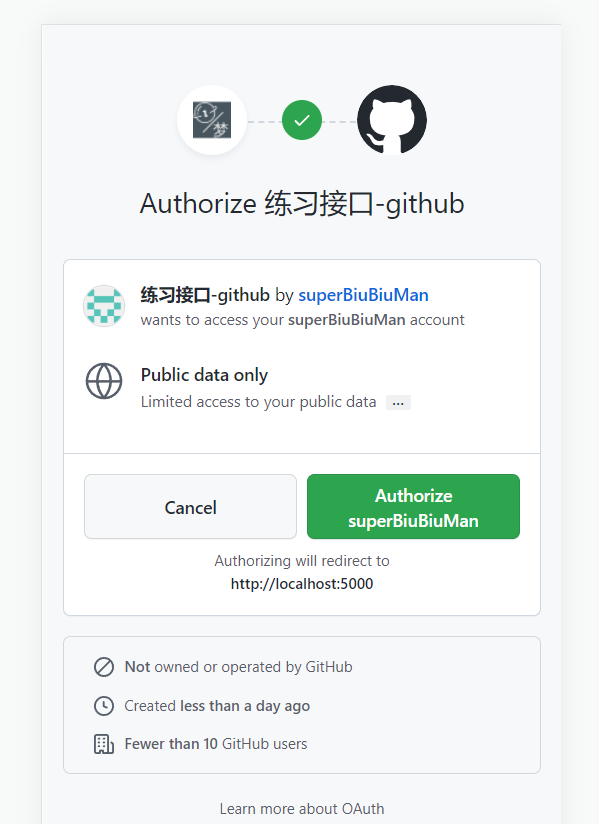 梦
Authorize 练习接口-github
练习接口-github by superBiuBiuMan
wants to access your superBiuBiuMan account
Public data only
Limited access to your public data ...
Cancel
Authorize
superBiuBiuMan
Authorizing will redirect to
http://localhost:5000
Not owned or operated by GitHub
Created less than a day ago
Fewer than 10 GitHub users
Learn more about OAuth